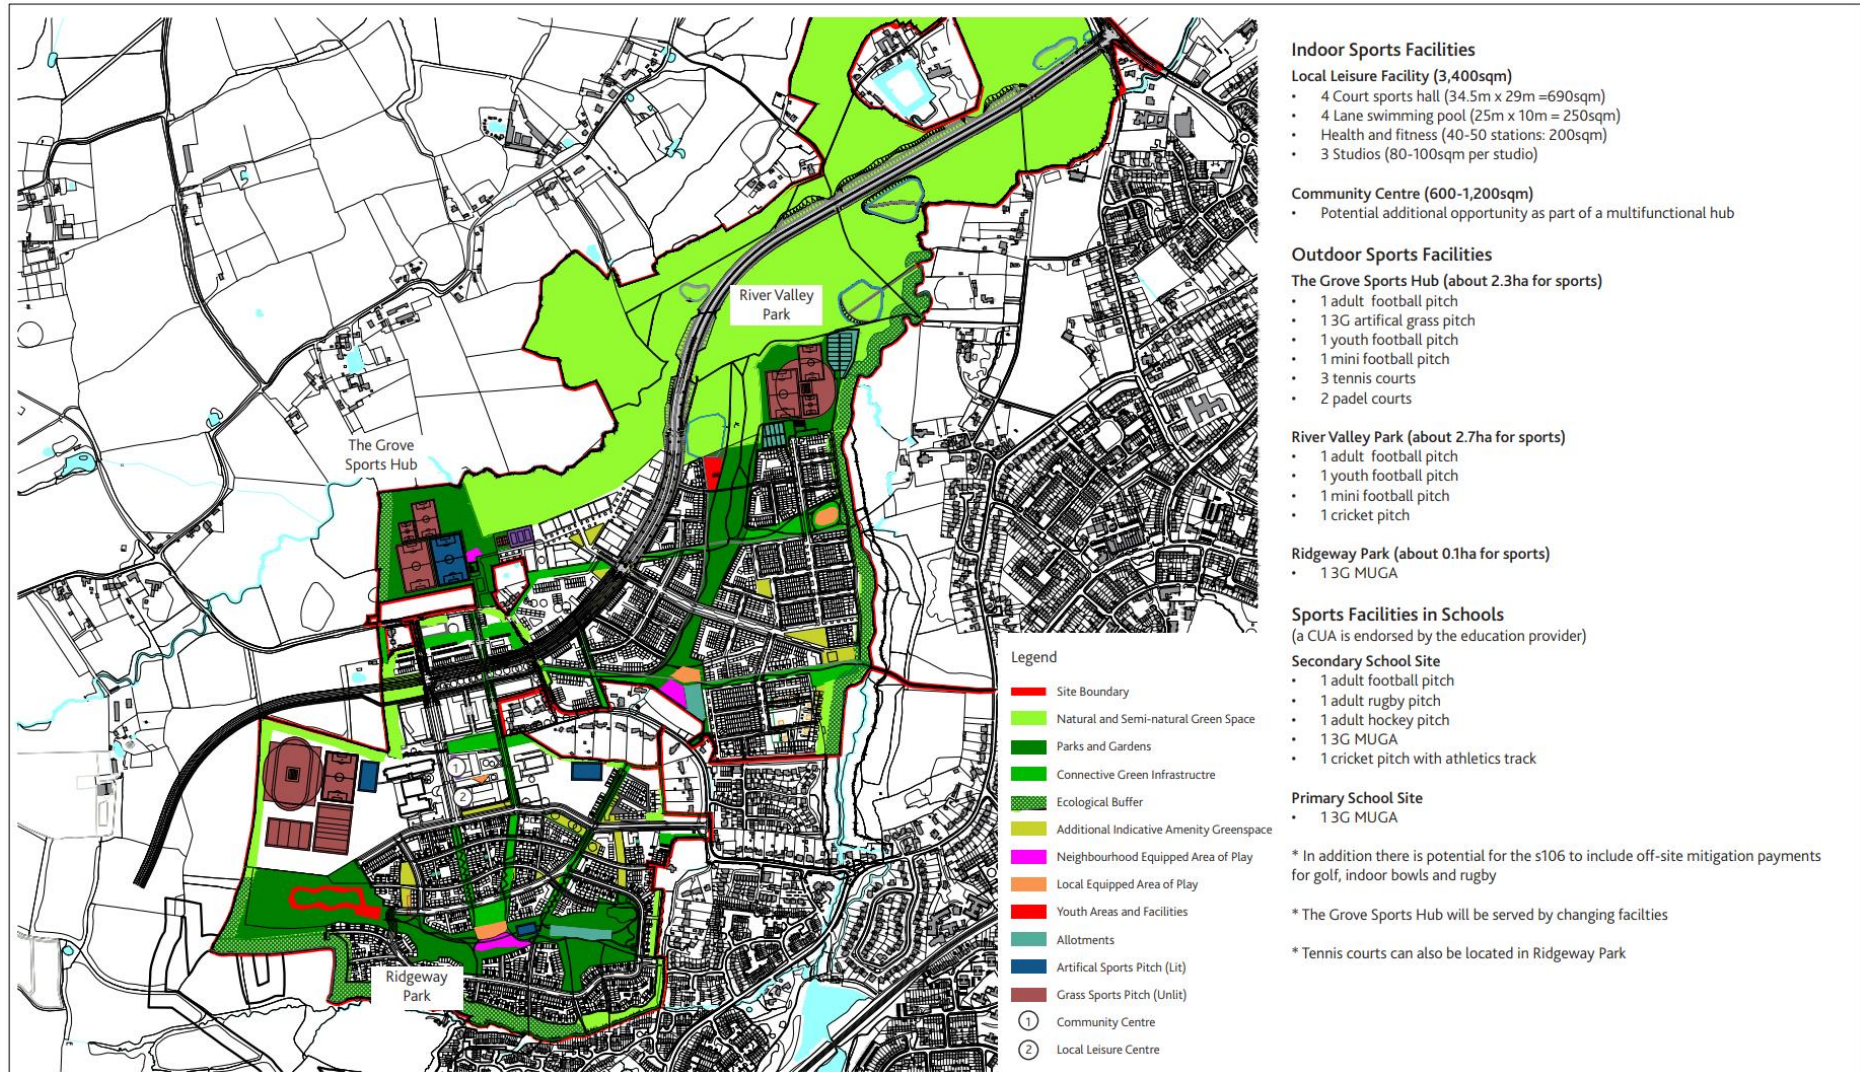 Indoor Sports Facilities
Local Leisure Facility (3,400sqm)
• 4 Court sports hall (34.5m x 29m =690sqm)
• 4 Lane swimming pool (25m x 10m = 250sqm)
• Health and fitness (40-50 stations: 200sqm)
• 3 Studios (80-100sqm per studio)
Community Centre (600-1,200sqm)
• Potential additional opportunity as part of a multifunctional hub
Outdoor Sports Facilities
The Grove Sports Hub (about 2.3ha for sports)
• 1 adult football pitch
• 1 3G artifical grass pitch
• 1 youth football pitch
• 1 mini football pitch
• 3 tennis courts
• 2 padel courts
River Valley Park (about 2.7ha for sports)
• 1 adult football pitch
• 1 youth football pitch
• 1 mini football pitch
• 1 cricket pitch
Ridgeway Park (about 0.1ha for sports)
• 1 3G MUGA
Sports Facilities in Schools
(a CUA is endorsed by the education provider)
Secondary School Site
• 1 adult football pitch
• 1 adult rugby pitch
• 1 adult hockey pitch
• 1 3G MUGA
• 1 cricket pitch with athletics track
Primary School Site
• 1 3G MUGA
* In addition there is potential for the s106 to include off-site mitigation payments
for golf, indoor bowls and rugby
* The Grove Sports Hub will be served by changing facilties
* Tennis courts can also be located in Ridgeway Park
River Valley
Park
The Grove
Sports Hub
1
2
Ridgeway
Park
Legend
Site Boundary
Natural and Semi-natural Green Space
Parks and Gardens
Connective Green Infrastructre
Ecological Buffer
Additional Indicative Amenity Greenspace
Neighbourhood Equipped Area of Play
Local Equipped Area of Play
Youth Areas and Facilities
Allotments
Artifical Sports Pitch (Lit)
Grass Sports Pitch (Unlit)
1 Community Centre
2 Local Leisure Centre